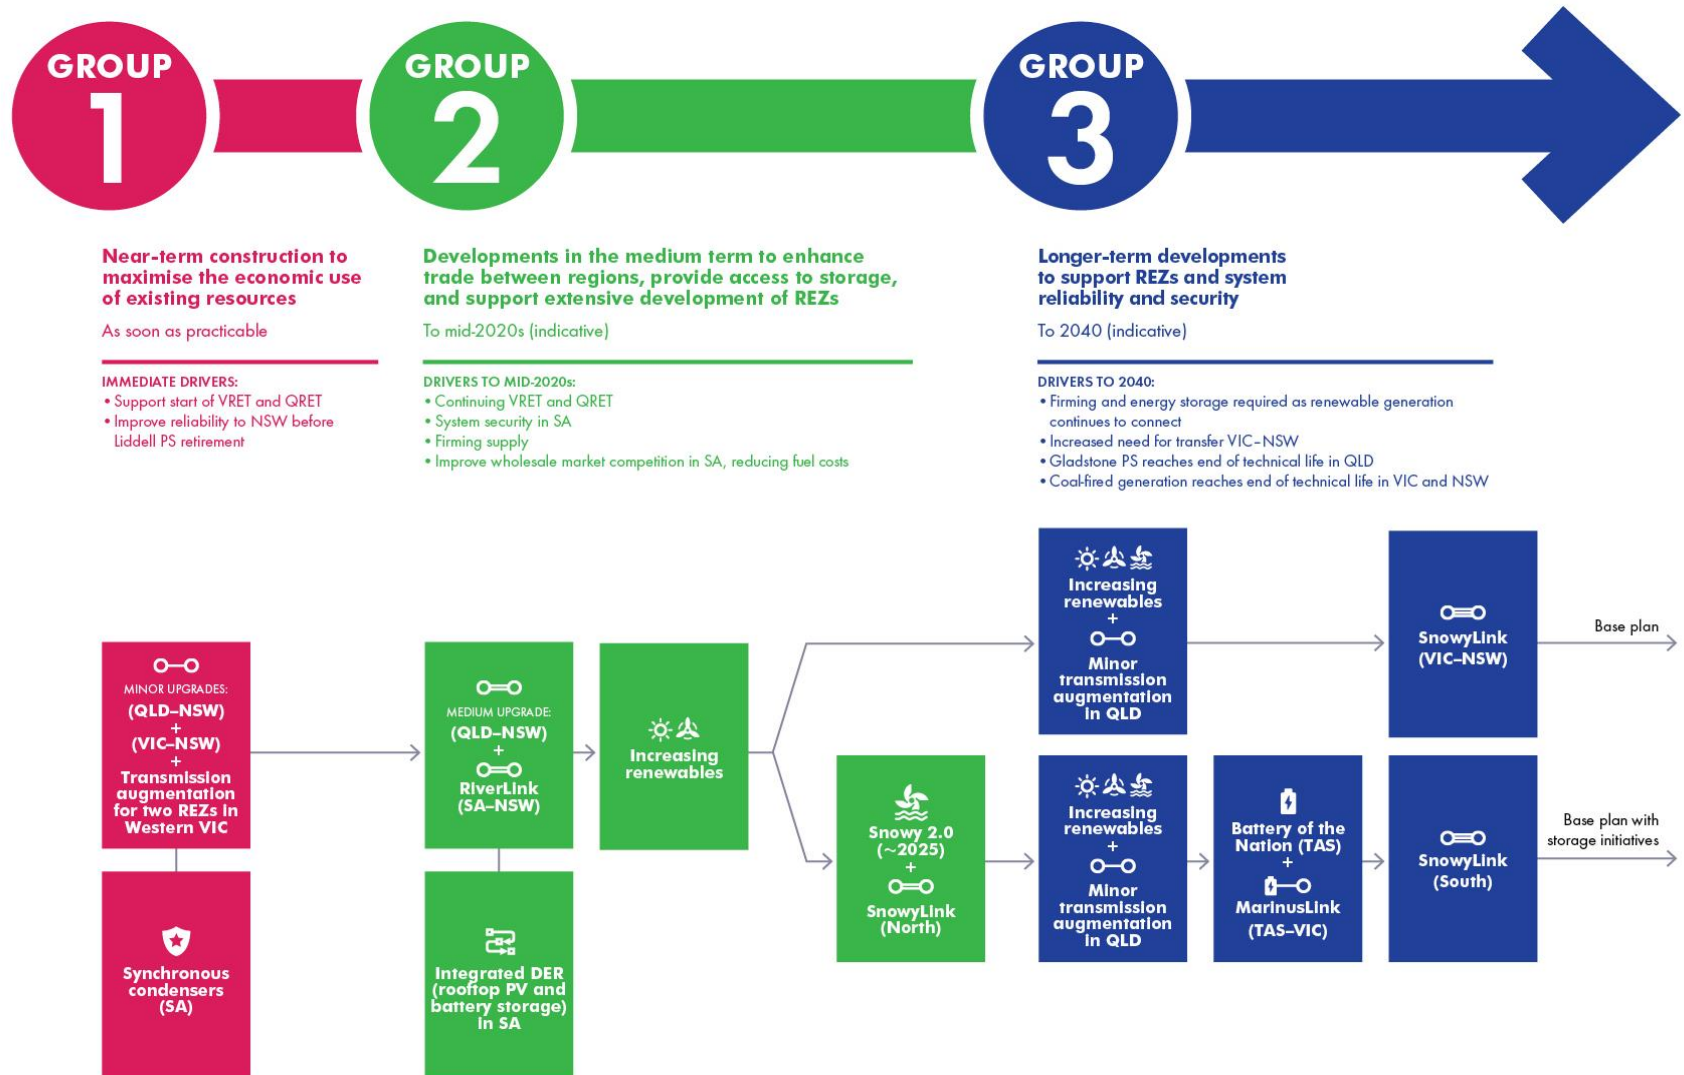 GROUP
1
GROUP
2
GROUP
3
Near-term construction to
maximise the economic use
of existing resources
As soon as practicable
IMMEDIATE DRIVERS:
• Support start of VRET and QRET
• Improve reliability to NSW before
Liddell PS retirement
Developments in the medium term to enhance
trade between regions, provide access to storage,
and support extensive development of REZs
To mid-2020s (indicative)
DRIVERS TO MID-2020s:
• Continuing VRET and QRET
• System security in SA
• Firming supply
• Improve wholesale market competition in SA, reducing fuel costs
Longer-term developments
to support REZs and system
reliability and security
To 2040 (indicative)
DRIVERS TO 2040:
• Firming and energy storage required as renewable generation
continues to connect
• Increased need for transfer VIC–NSW
• Gladstone PS reaches end of technical life in QLD
• Coal-fired generation reaches end of technical life in VIC and NSW
MINOR UPGRADES:
(QLD–NSW)
+
(VIC–NSW)
+
Transmission
augmentation
for two REZs in
Western VIC
Synchronous
condensers
(SA)
MEDIUM UPGRADE:
(QLD–NSW)
+
RiverLink
(SA–NSW)
Integrated DER
(rooftop PV and
battery storage)
in SA
Increasing
renewables
Increasing
renewables
+
Minor
transmission
augmentation
in QLD
SnowyLink
(VIC–NSW)
Base plan
Snowy 2.0
(~2025)
+
SnowyLink
(North)
Increasing
renewables
+
Minor
transmission
augmentation
in QLD
Battery of the
Nation (TAS)
+
MarinusLink
(TAS–VIC)
SnowyLink
(South)
Base plan with
storage initiatives